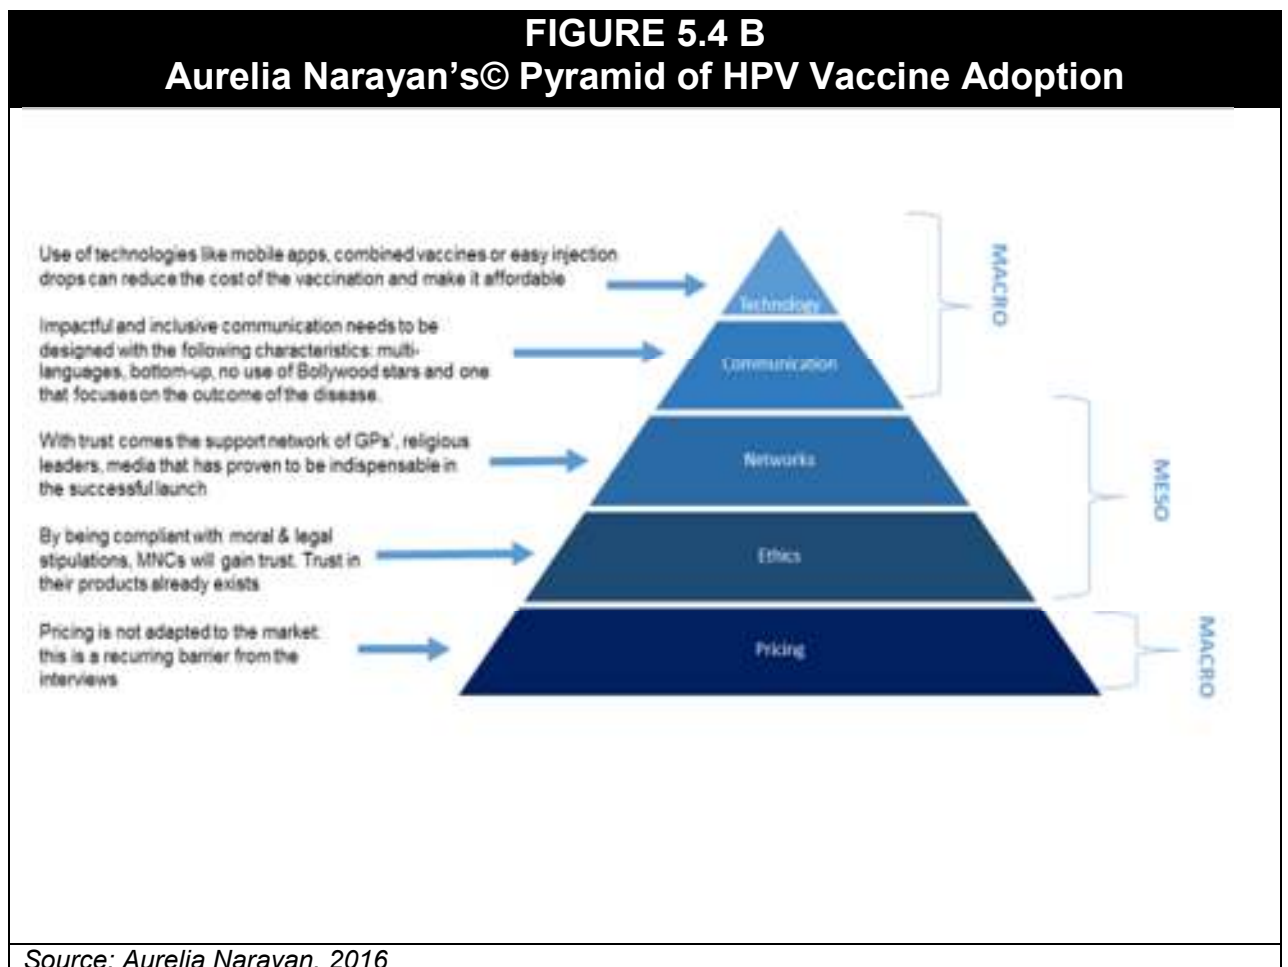 FIGURE 5.4 B
Aurelia Narayan's© Pyramid of HPV Vaccine Adoption
Use of technologies like mobile apps, combined vaccines or easy injection
drops can reduce the cost of the vaccination and make it affordable
Technology
MACRO
Impactful and inclusive communication needs to be
designed with the following characteristics: multi-
languages, bottom-up, no use of Bollywood stars and one
that focuses on the outcome of the disease.
Communication
With trust comes the support network of GPs', religious
leaders, media that has proven to be indispensable in
the successful launch
Networks
MESO
By being compliant with moral & legal
stipulations, MNCs will gain trust. Trust in
their products already exists
Ethics
Pricing is not adapted to the market:
this is a recurring barrier from the
interviews
Pricing
MACRO
Source: Aurelia Narayan, 2016